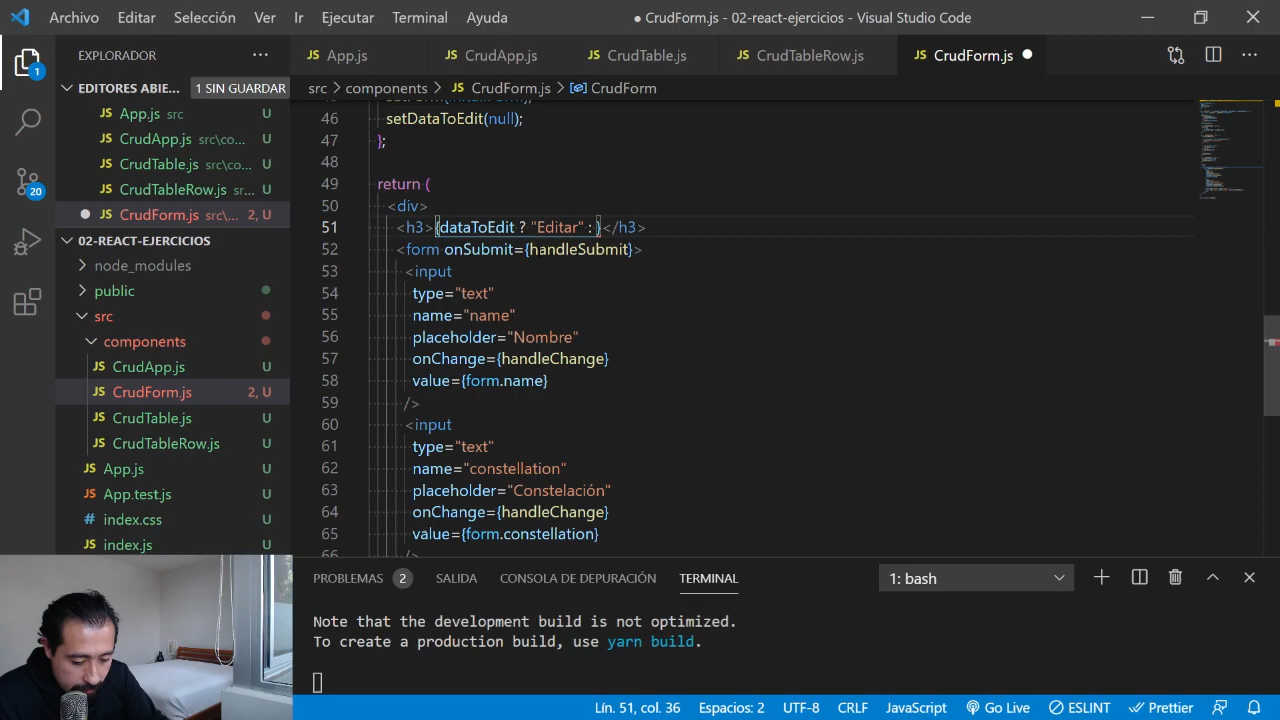 Archivo Editar Selección Ver Ir Ejecutar Terminal Ayuda ● CrudForm.js - 02-react-ejercicios - Visual Studio Code
EXPLORADOR
EDITORES ABIE... 1 SIN GUARDAR
JS App.js src U
JS CrudApp.js src\co... U
JS CrudTable.js src\co... U
JS CrudTableRow.js sr... U
● JS CrudForm.js src\... 2, U
02-REACT-EJERCICIOS
node_modules
public
src
components
JS CrudApp.js U
JS CrudForm.js 2, U
JS CrudTable.js U
JS CrudTableRow.js U
JS App.js U
JS App.test.js U
# index.css U
JS index.js U
1
20
JS App.js JS CrudApp.js JS CrudTable.js JS CrudTableRow.js JS CrudForm.js ●
src > components > JS CrudForm.js > CrudForm
46 setDataToEdit(null);
47 };
48
49 return (
50 <div>
51 <h3>{dataToEdit ? "Editar" : }</h3>
52 <form onSubmit={handleSubmit}>
53 <input
54 type="text"
55 name="name"
56 placeholder="Nombre"
57 onChange={handleChange}
58 value={form.name}
59 />
60 <input
61 type="text"
62 name="constellation"
63 placeholder="Constelación"
64 onChange={handleChange}
65 value={form.constellation}
66 />
PROBLEMAS 2 SALIDA CONSOLA DE DEPURACIÓN TERMINAL 1: bash
Note that the development build is not optimized.
To create a production build, use yarn build.
Lín. 51, col. 36 Espacios: 2 UTF-8 CRLF JavaScript Go Live ESLINT Prettier